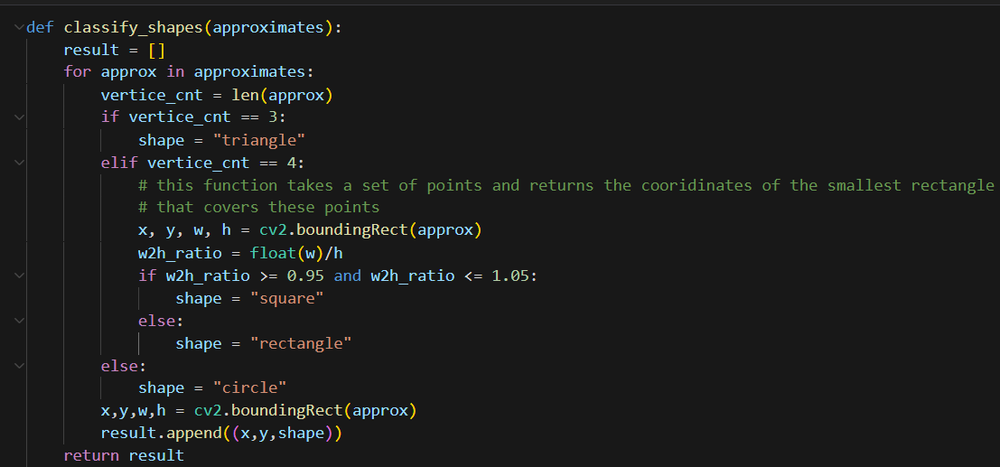 def classify_shapes(approximates):
    result = []
    for approx in approximates:
        vertice_cnt = len(approx)
        if vertice_cnt == 3:
            shape = "triangle"
        elif vertice_cnt == 4:
            # this function takes a set of points and returns the cooridinates of the smallest rectangle
            # that covers these points
            x, y, w, h = cv2.boundingRect(approx)
            w2h_ratio = float(w)/h
            if w2h_ratio >= 0.95 and w2h_ratio <= 1.05:
                shape = "square"
            else:
                shape = "rectangle"
        else:
            shape = "circle"
        x,y,w,h = cv2.boundingRect(approx)
        result.append((x,y,shape))
    return result